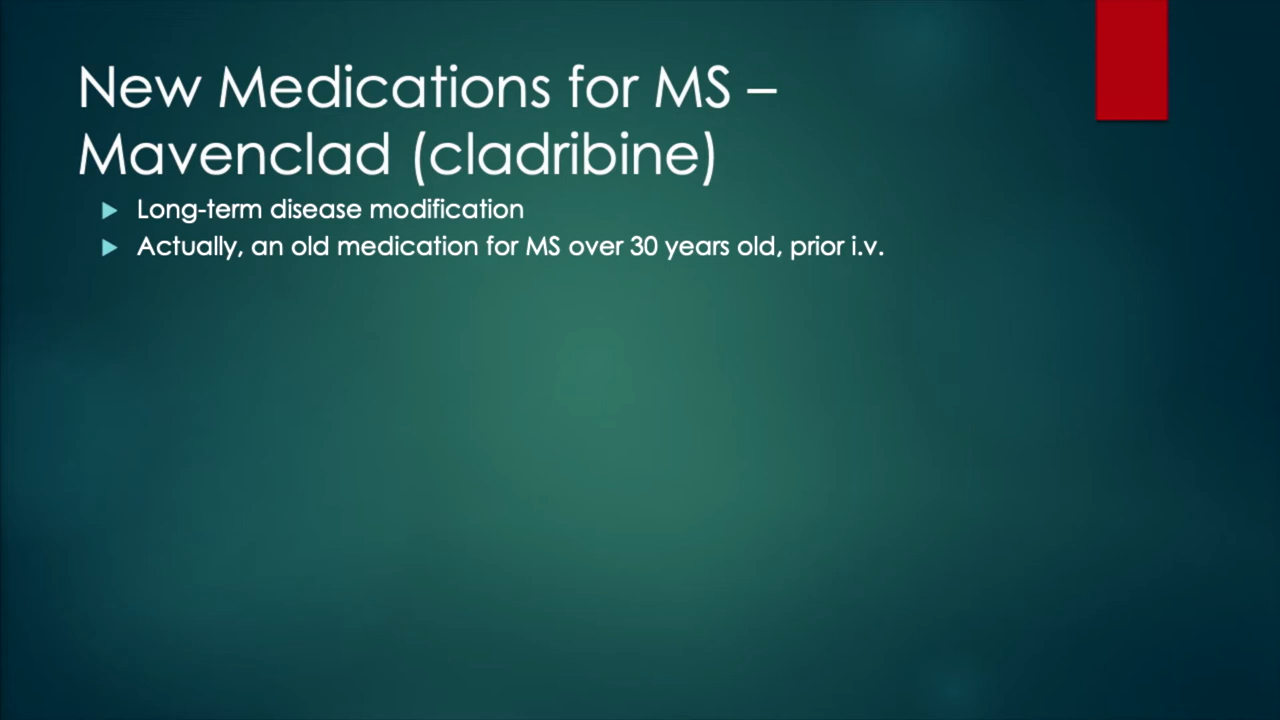 New Medications for MS –
Mavenclad (cladribine)
Long-term disease modification
Actually, an old medication for MS over 30 years old, prior i.v.